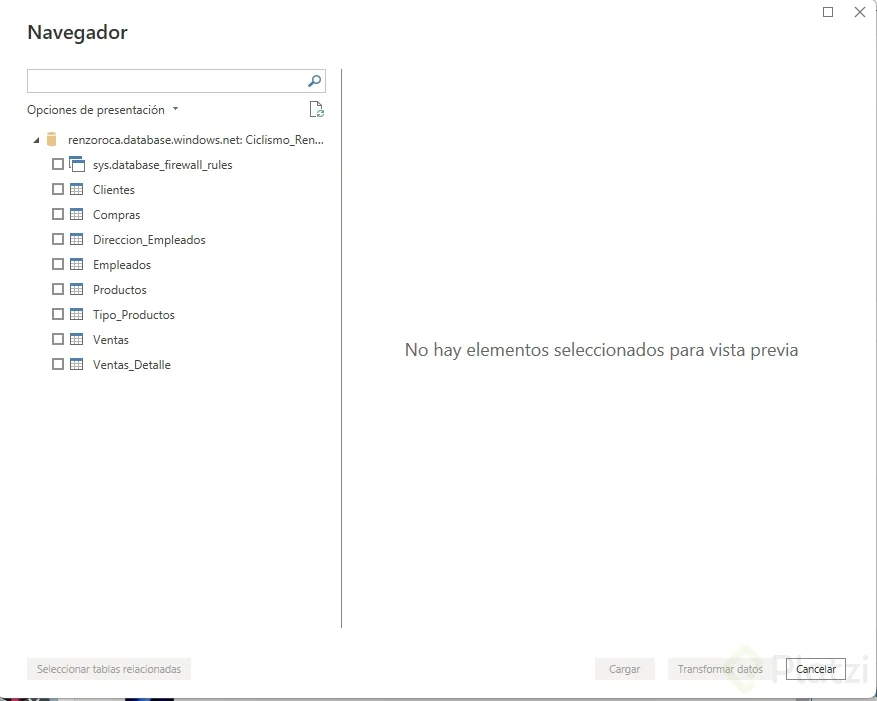 Navegador
Opciones de presentación
renzoroca.database.windows.net: Ciclismo_Ren...
sys.database_firewall_rules
Clientes
Compras
Direccion_Empleados
Empleados
Productos
Tipo_Productos
Ventas
Ventas_Detalle
No hay elementos seleccionados para vista previa
Seleccionar tablas relacionadas
Cargar
Transformar datos
Cancelar
Platzi